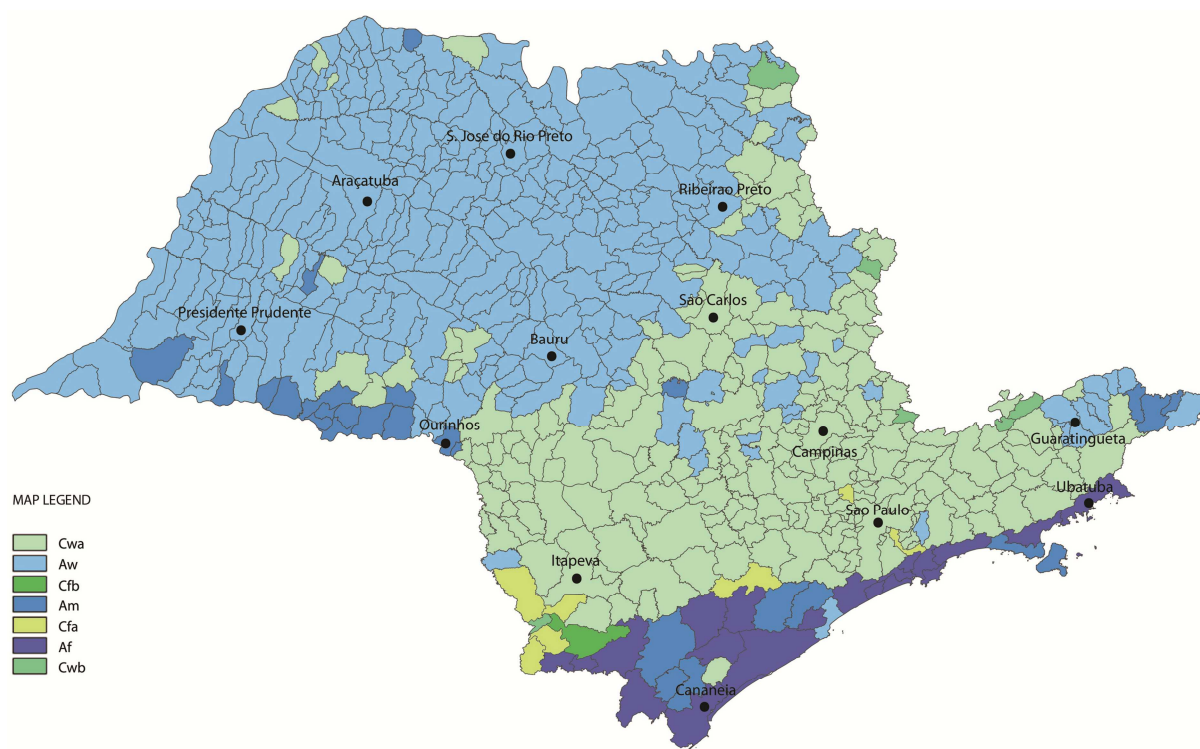 S. José do Rio Preto
Araçatuba
Ribeirao Preto
São Carlos
Presidente Prudente
Bauru
Ourinhos
Campinas
Guaratingueta
Ubatuba
Sao Paulo
Itapeva
Cananeia
MAP LEGEND
Cwa
Aw
Cfb
Am
Cfa
Af
Cwb